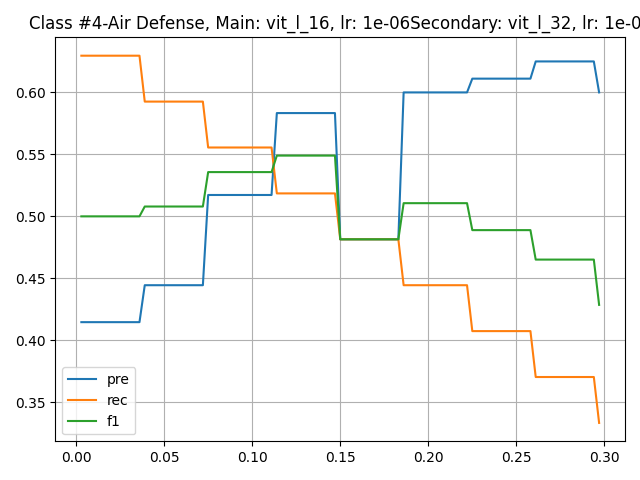 Class #4-Air Defense, Main: vit_l_16, lr: 1e-06Secondary: vit_l_32, lr: 1e-0
0.60
0.55
0.50
0.45
0.40
0.35
pre
rec
f1
0.00 0.05 0.10 0.15 0.20 0.25 0.30